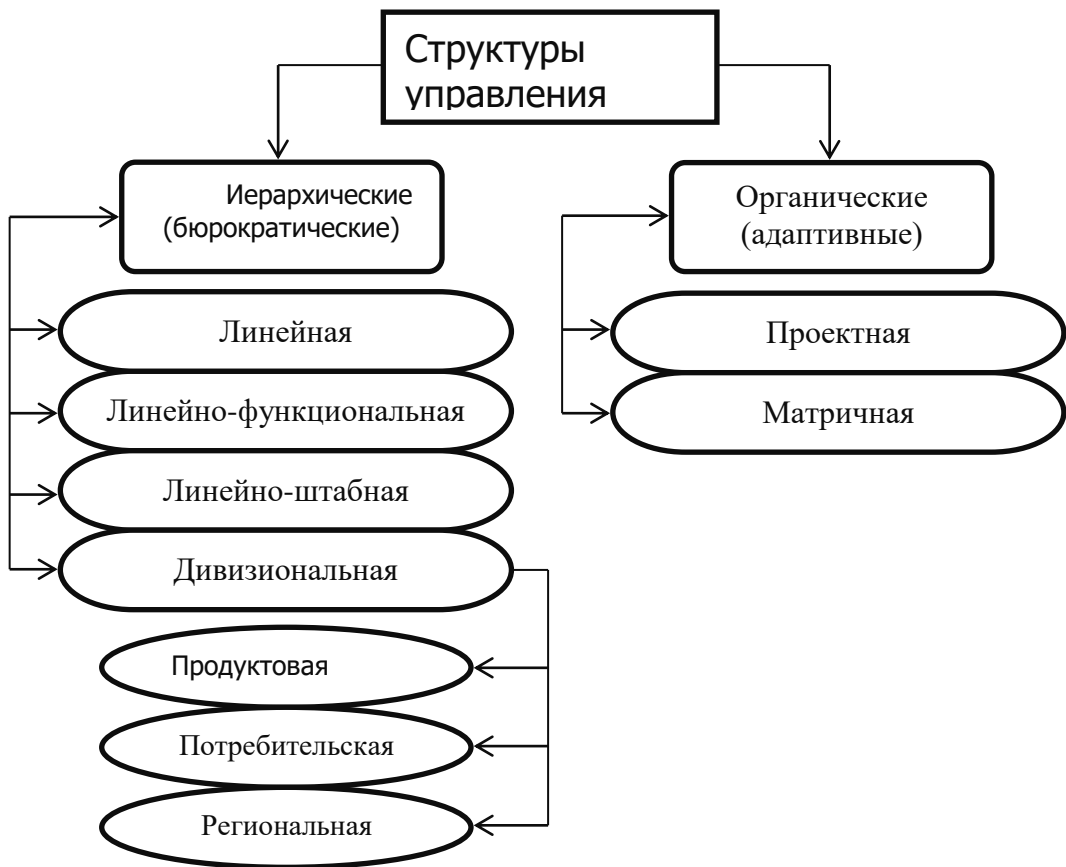 Структуры
управления
Иерархические
(бюрократические)
Органические
(адаптивные)
Линейная
Линейно-функциональная
Линейно-штабная
Дивизиональная
Продуктовая
Потребительская
Региональная
Проектная
Матричная